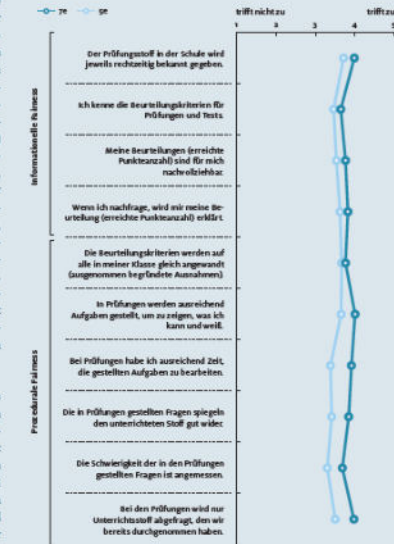 7e 5e
trifft nicht zu trifft zu
1 2 3 4 5
Informationelle Fairness
Der Prüfungsstoff in der Schule wird
jeweils rechtzeitig bekannt gegeben.
Ich kenne die Beurteilungskriterien für
Prüfungen und Tests.
Meine Beurteilungen (erreichte
Punkteanzahl) sind für mich
nachvollziehbar.
Wenn ich nachfrage, wird mir meine Be-
urteilung (erreichte Punkteanzahl) erklärt.
Prozedurale Fairness
Die Beurteilungskriterien werden auf
alle in meiner Klasse gleich angewandt
(ausgenommen begründete Ausnahmen).
In Prüfungen werden ausreichend
Aufgaben gestellt, um zu zeigen, was ich
kann und weiß.
Bei Prüfungen habe ich ausreichend Zeit,
die gestellten Aufgaben zu bearbeiten.
Die in Prüfungen gestellten Fragen spiegeln
den unterrichteten Stoff gut wider.
Die Schwierigkeit der in den Prüfungen
gestellten Fragen ist angemessen.
Bei den Prüfungen wird nur
Unterrichtsstoff abgefragt, den wir
bereits durchgenommen haben.